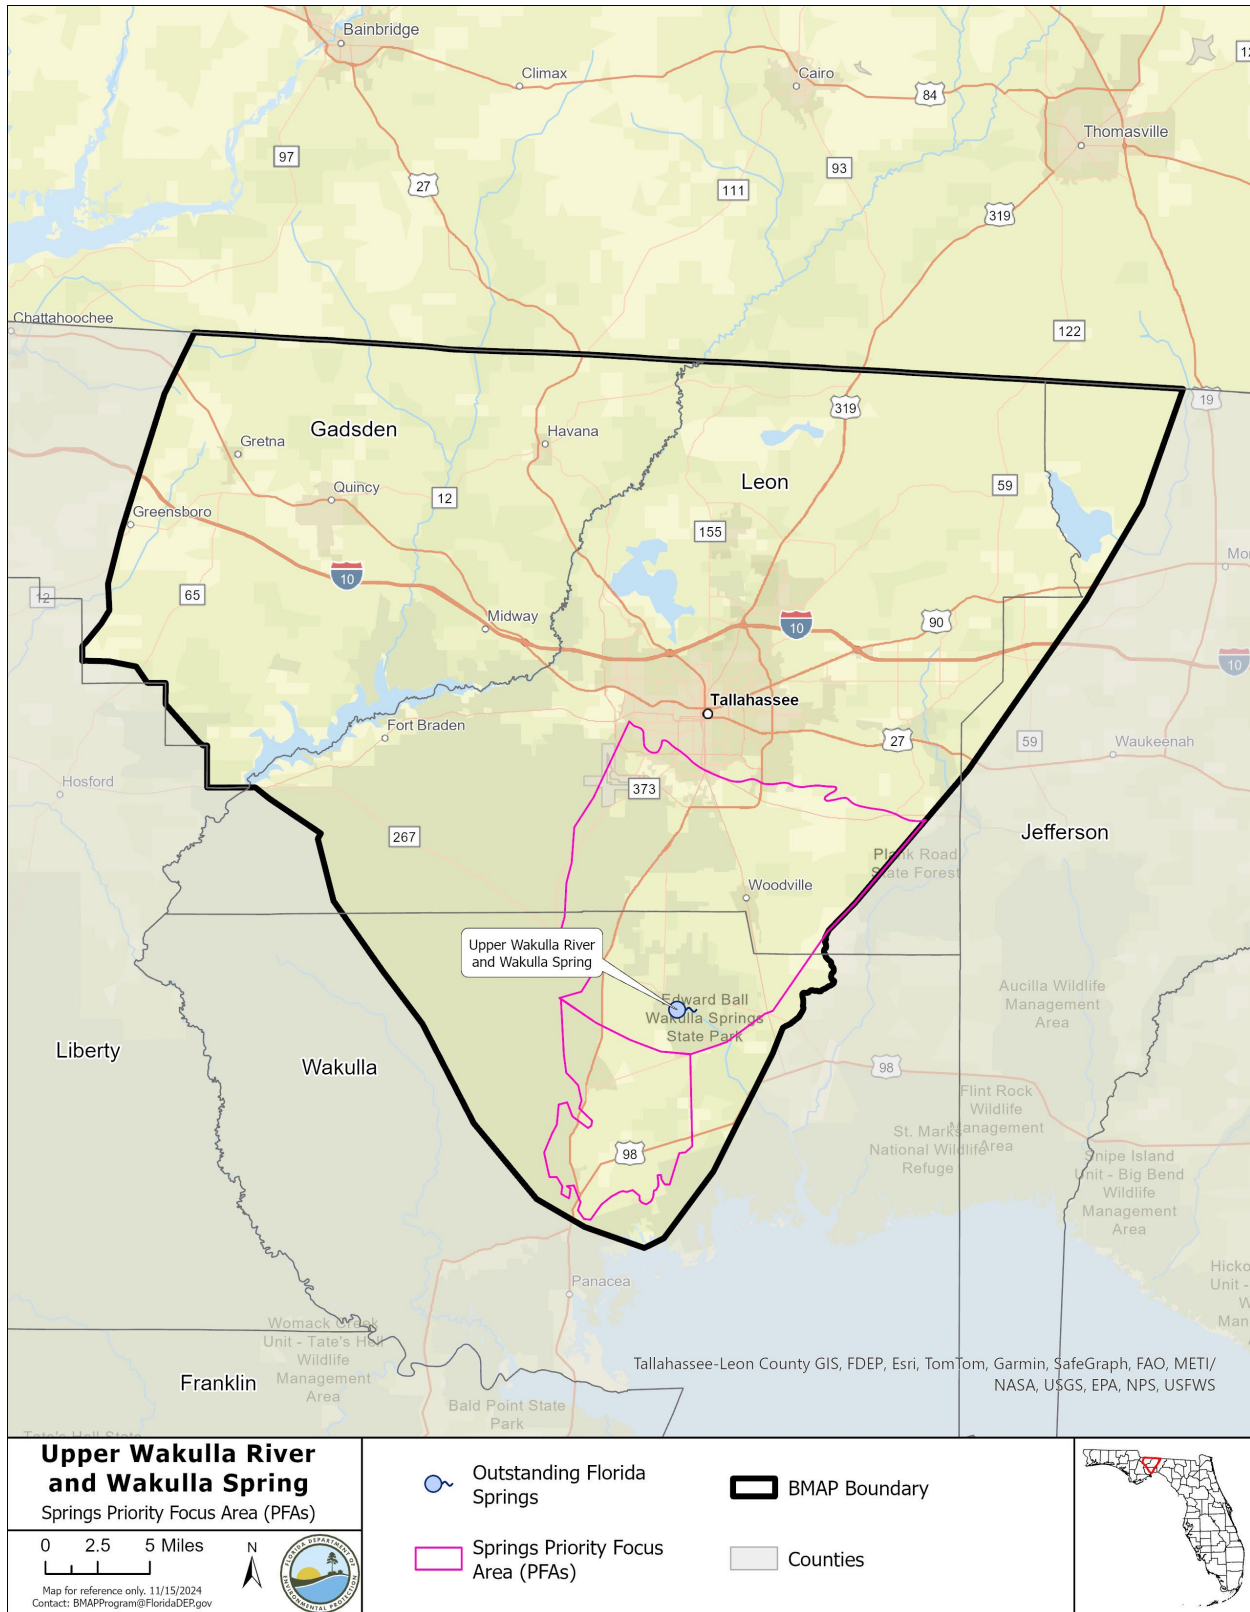 Bainbridge
Climax
Cairo
84
Thomasville
97
27
111
93
319
Chattahoochee
122
19
Gadsden
319
Havana
Gretna
Leon
Quincy
12
59
Greensboro
155
10
65
12
Midway
10
90
10
Tallahassee
Fort Braden
27
59
Waukeenah
Hosford
373
267
Jefferson
Plank Road
State Forest
Woodville
Upper Wakulla River
and Wakulla Spring
Edward Ball
Wakulla Springs
State Park
Aucilla Wildlife
Management
Area
Liberty
Wakulla
98
Flint Rock
Wildlife
Management
Area
St. Marks
National Wildlife
Refuge
98
Snipe Island
Unit - Big Bend
Wildlife
Management
Area
Panacea
Womack Creek
Unit - Tate's Hell
Wildlife
Management
Area
Franklin
Bald Point State
Park
Tallahassee-Leon County GIS, FDEP, Esri, TomTom, Garmin, SafeGraph, FAO, METI/
NASA, USGS, EPA, NPS, USFWS
Upper Wakulla River
and Wakulla Spring
Springs Priority Focus Area (PFAs)
0 2.5 5 Miles
N
Map for reference only. 11/15/2024
Contact: BMAPProgram@FloridaDEP.gov
FLORIDA DEPARTMENT OF
ENVIRONMENTAL PROTECTION
Outstanding Florida
Springs
Springs Priority Focus
Area (PFAs)
BMAP Boundary
Counties